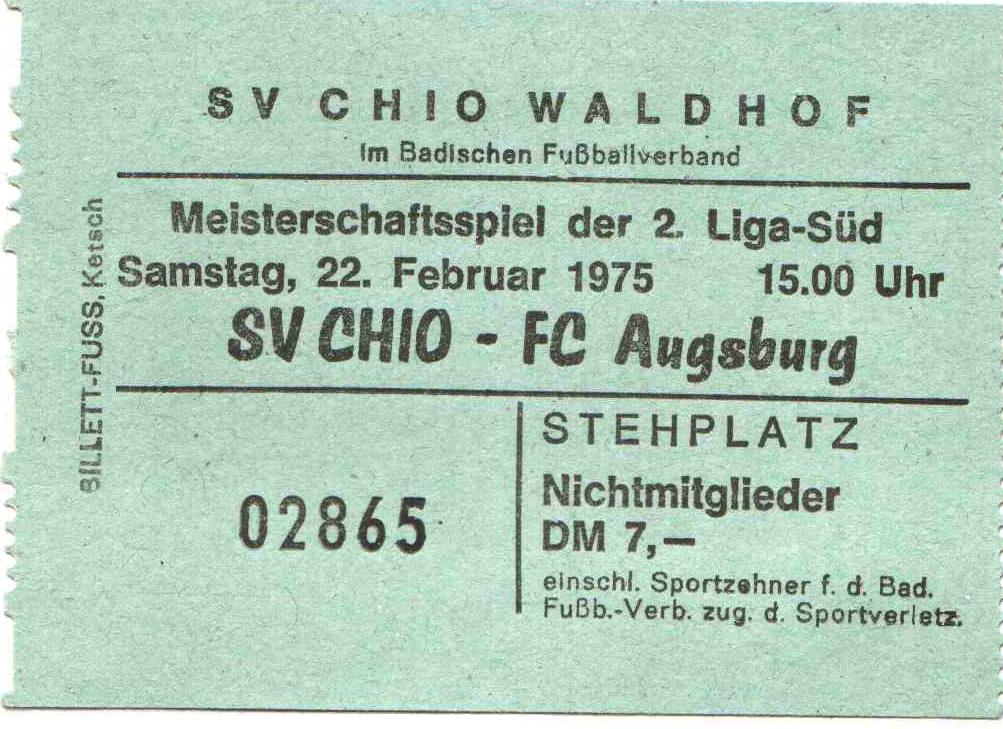 SV CHIO WALDHOF
im Badischen Fußballverband
Meisterschaftsspiel der 2. Liga-Süd
Samstag, 22. Februar 1975 15.00 Uhr
SV CHIO - FC Augsburg
BILLETT-FUSS, Ketsch
02865
STEHPLATZ
Nichtmitglieder
DM 7,—
einschl. Sportzehner f. d. Bad.
Fußb.-Verb. zug. d. Sportverletz.